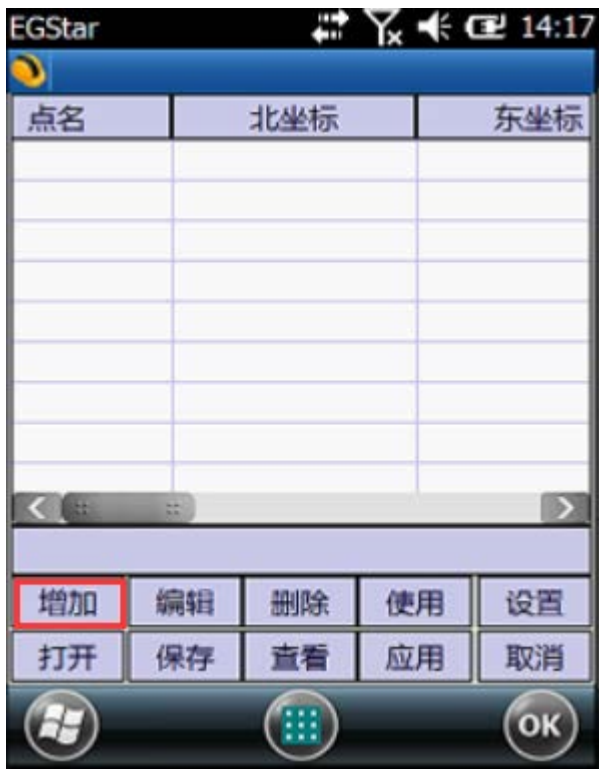 EGStar 14:17
点名 北坐标 东坐标
增加 编辑 删除 使用 设置
打开 保存 查看 应用 取消
OK